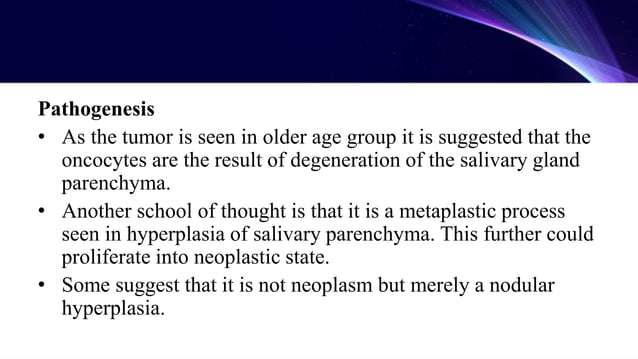 Pathogenesis
• As the tumor is seen in older age group it is suggested that the
oncocytes are the result of degeneration of the salivary gland
parenchyma.
• Another school of thought is that it is a metaplastic process
seen in hyperplasia of salivary parenchyma. This further could
proliferate into neoplastic state.
• Some suggest that it is not neoplasm but merely a nodular
hyperplasia.